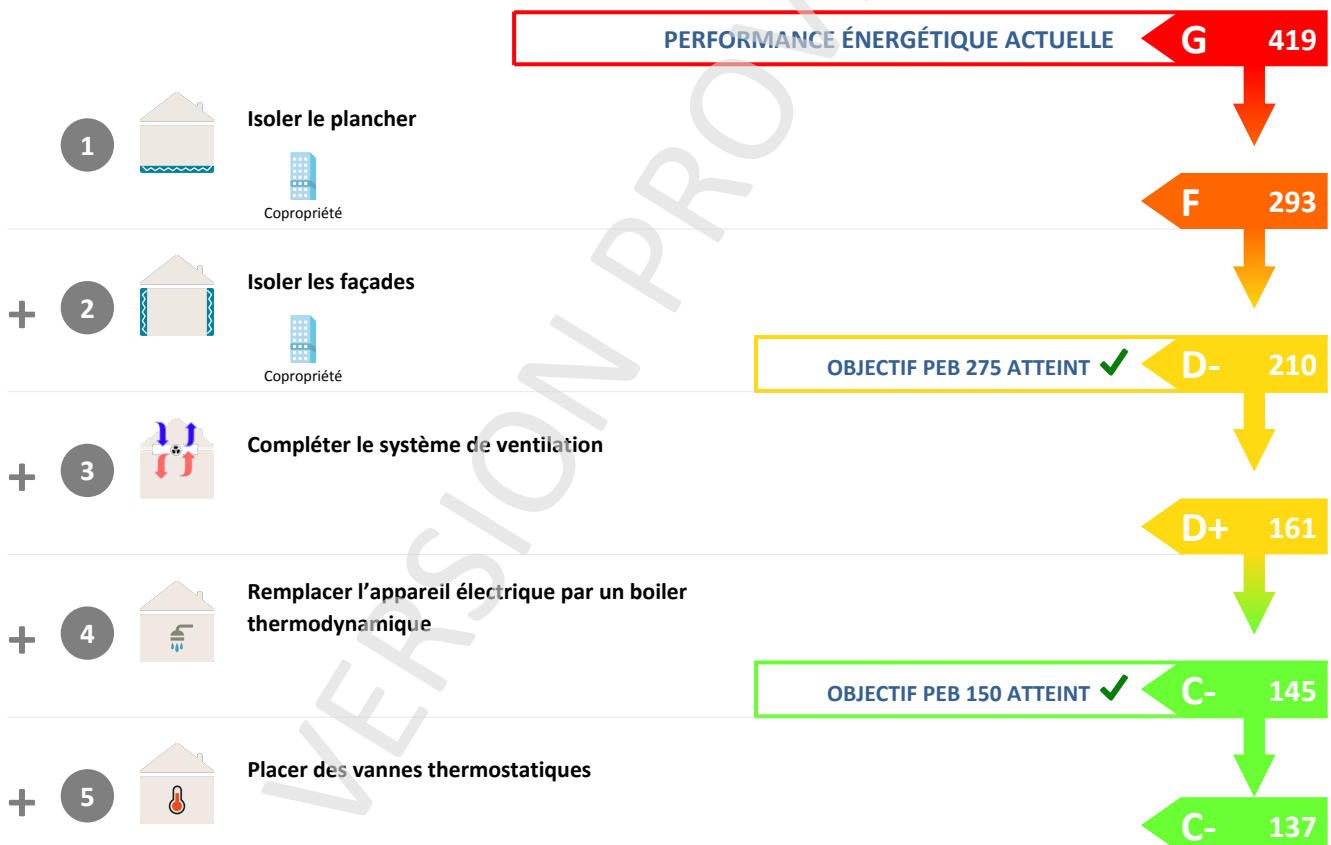 PERFORMANCE ÉNERGÉTIQUE ACTUELLE G 419
1 Isoler le plancher
Copropriété
F 293
+ 2 Isoler les façades
Copropriété
OBJECTIF PEB 275 ATTEINT ✔ D- 210
+ 3 Compléter le système de ventilation
D+ 161
+ 4 Remplacer l’appareil électrique par un boiler
thermodynamique
OBJECTIF PEB 150 ATTEINT ✔ C- 145
+ 5 Placer des vannes thermostatiques
C- 137
VERSION PROV